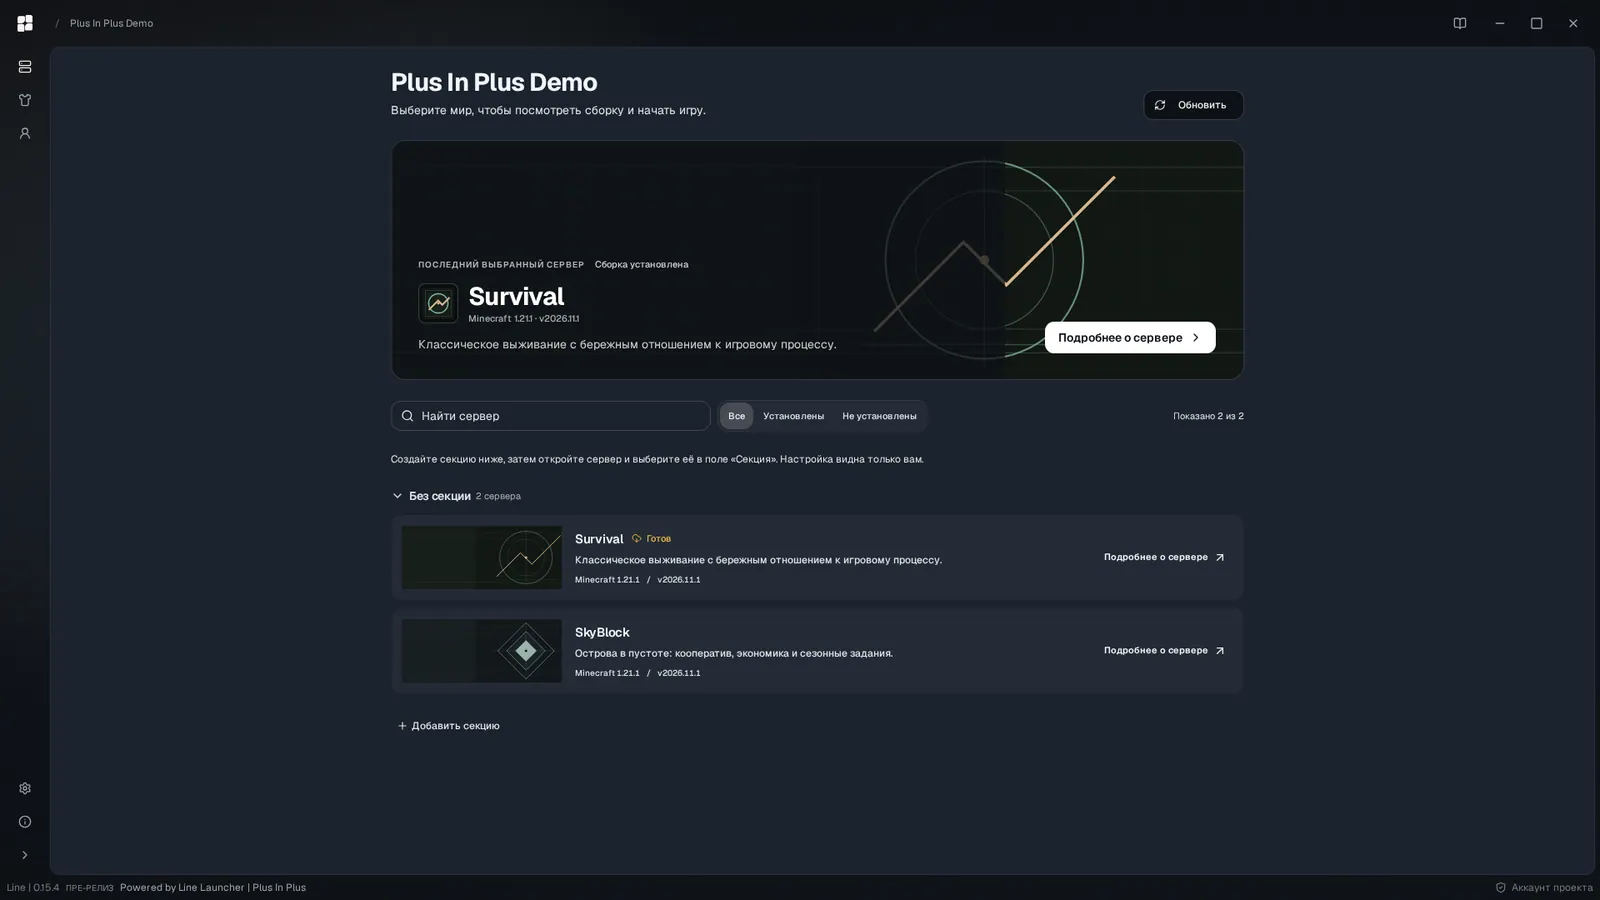 / Plus In Plus Demo
Plus In Plus Demo
Выберите мир, чтобы посмотреть сборку и начать игру.
Обновить
ПОСЛЕДНИЙ ВЫБРАННЫЙ СЕРВЕР Сборка установлена
Survival
Minecraft 1.21.1 · v2026.11.1
Классическое выживание с бережным отношением к игровому процессу.
Подробнее о сервере
Найти сервер
Все Установлены Не установлены
Показано 2 из 2
Создайте секцию ниже, затем откройте сервер и выберите её в поле «Секция». Настройка видна только вам.
Без секции 2 сервера
Survival Готов
Классическое выживание с бережным отношением к игровому процессу.
Minecraft 1.21.1 / v2026.11.1
Подробнее о сервере
SkyBlock
Острова в пустоте: кооператив, экономика и сезонные задания.
Minecraft 1.21.1 / v2026.11.1
Подробнее о сервере
+ Добавить секцию
Line | 0.15.4 ПРЕ-РЕЛИЗ Powered by Line Launcher | Plus In Plus
Аккаунт проекта